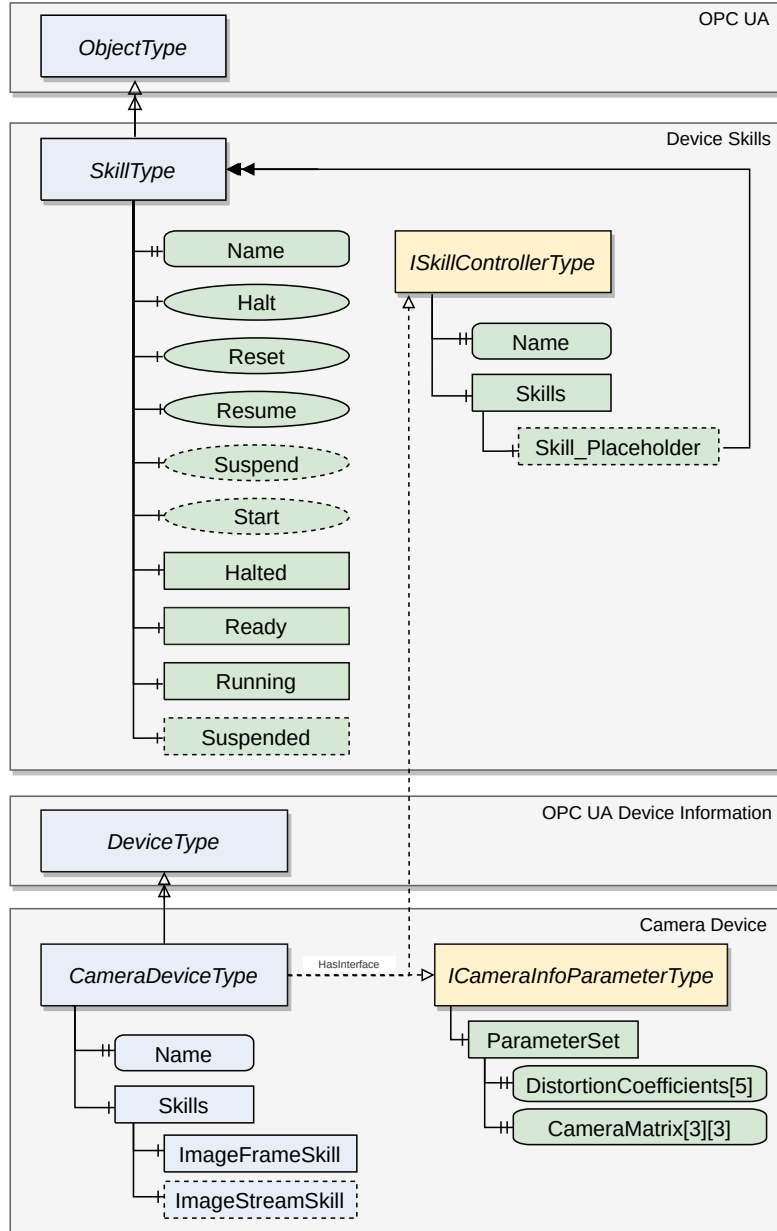 OPC UA
ObjectType
Device Skills
SkillType
Name
Halt
Reset
Resume
Suspend
Start
Halted
Ready
Running
Suspended
ISkillControllerType
Name
Skills
Skill_Placeholder
OPC UA Device Information
DeviceType
Camera Device
CameraDeviceType
HasInterface
ICameraInfoParameterType
Name
Skills
ImageFrameSkill
ImageStreamSkill
ParameterSet
DistortionCoefficients[5]
CameraMatrix[3][3]